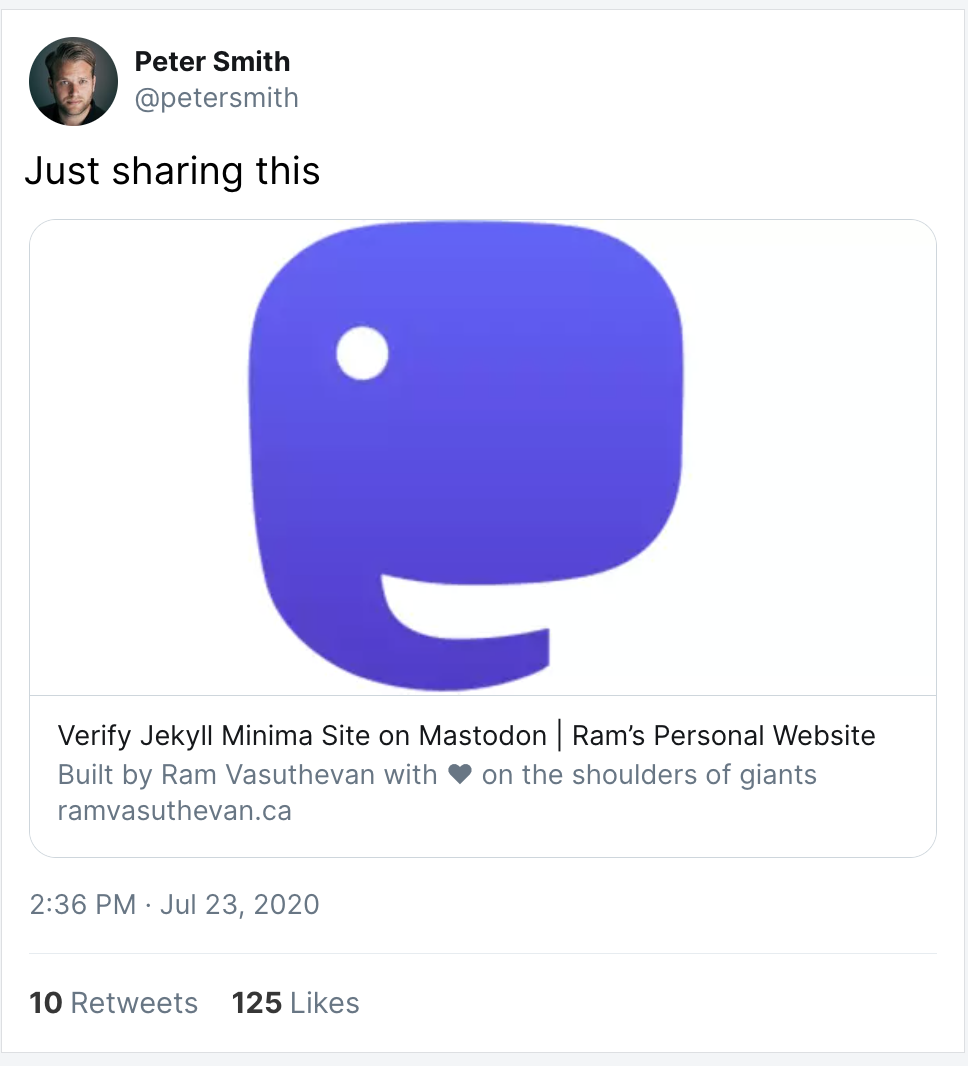 Peter Smith
@petersmith
Just sharing this
Verify Jekyll Minima Site on Mastodon | Ram’s Personal Website
Built by Ram Vasuthevan with ♥ on the shoulders of giants
ramvasuthevan.ca
2:36 PM · Jul 23, 2020
10 Retweets 125 Likes